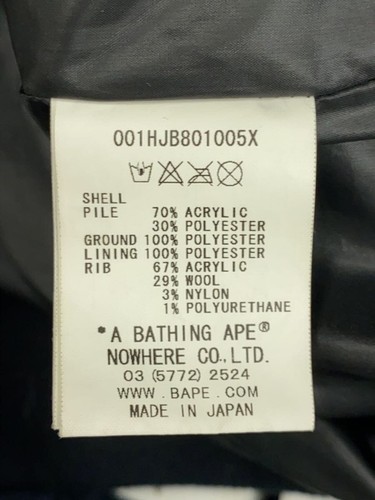 001HJB801005X
SHELL
PILE 70% ACRYLIC
30% POLYESTER
GROUND 100% POLYESTER
LINING 100% POLYESTER
RIB 67% ACRYLIC
29% WOOL
3% NYLON
1% POLYURETHANE
*A BATHING APE®
NOWHERE CO.,LTD.
03 (5772) 2524
WWW.BAPE.COM
MADE IN JAPAN